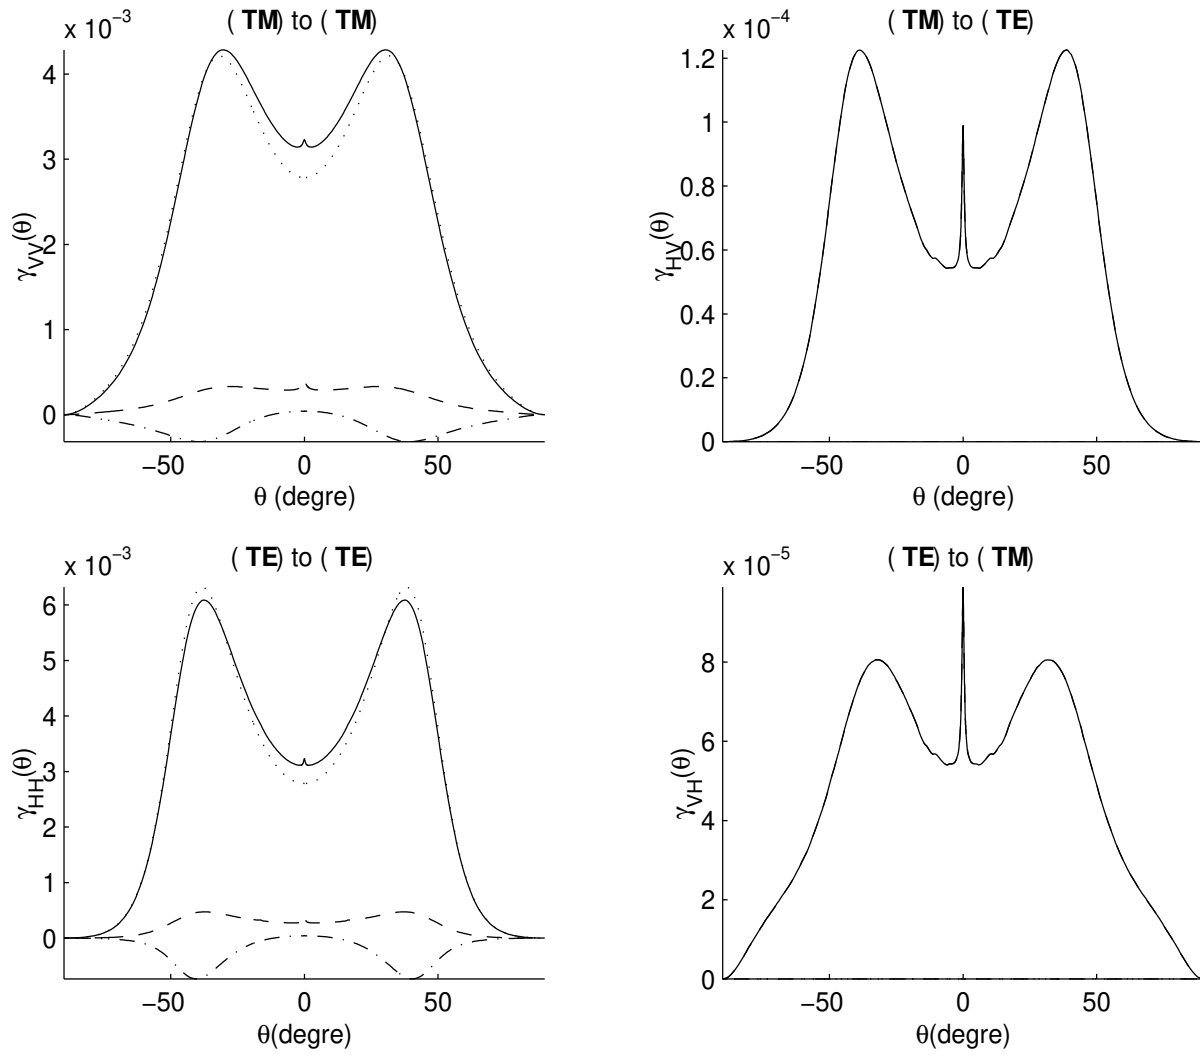 x 10⁻³
( TM) to ( TM)
4
3
2
1
0
γVV(θ)
−50
0
50
θ (degre)
x 10⁻⁴
( TM) to ( TE)
1.2
1
0.8
0.6
0.4
0.2
0
γHV(θ)
−50
0
50
θ (degre)
x 10⁻³
( TE) to ( TE)
6
5
4
3
2
1
0
γHH(θ)
−50
0
50
θ(degre)
x 10⁻⁵
( TE) to ( TM)
8
6
4
2
0
γVH(θ)
−50
0
50
θ(degre)